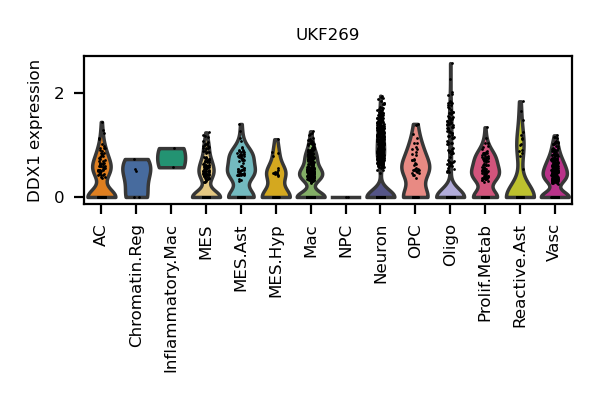 UKF269
DDX1 expression
2
0
AC
Chromatin.Reg
Inflammatory.Mac
MES
MES.Ast
MES.Hyp
Mac
NPC
Neuron
OPC
Oligo
Prolif.Metab
Reactive.Ast
Vasc